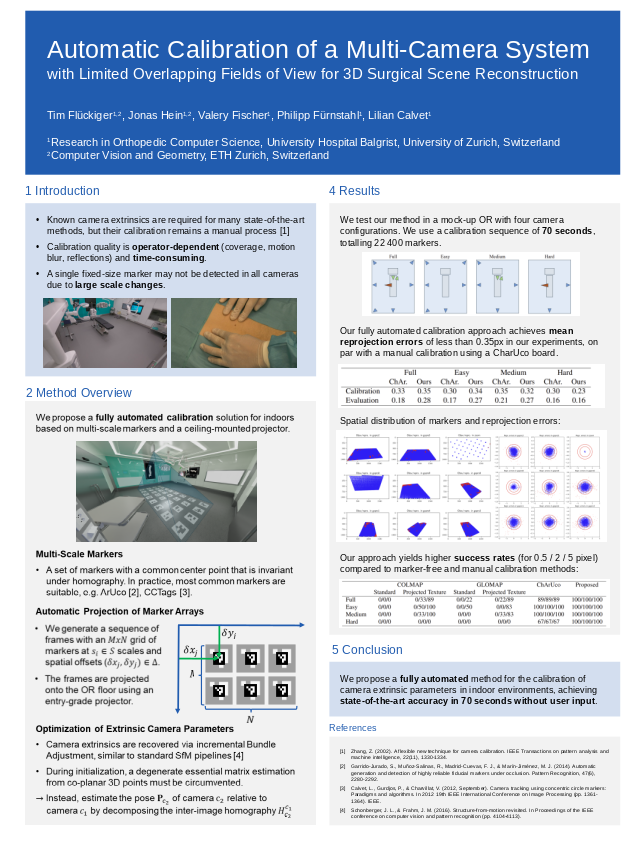 Automatic Calibration of a Multi-Camera System
with Limited Overlapping Fields of View for 3D Surgical Scene Reconstruction
Tim Flückiger¹,², Jonas Hein¹,², Valery Fischer¹, Philipp Fürnstahl¹, Lilian Calvet¹
¹Research in Orthopedic Computer Science, University Hospital Balgrist, University of Zurich, Switzerland
²Computer Vision and Geometry, ETH Zurich, Switzerland
1 Introduction
• Known camera extrinsics are required for many state-of-the-art
methods, but their calibration remains a manual process [1]
• Calibration quality is operator-dependent (coverage, motion
blur, reflections) and time-consuming.
• A single fixed-size marker may not be detected in all cameras
due to large scale changes.
2 Method Overview
We propose a fully automated calibration solution for indoors
based on multi-scale markers and a ceiling-mounted projector.
Multi-Scale Markers
• A set of markers with a common center point that is invariant
under homography. In practice, most common markers are
suitable, e.g. ArUco [2], CCTags [3].
Automatic Projection of Marker Arrays
• We generate a sequence of
frames with an MxN grid of
markers at sᵢ ∈ S scales and
spatial offsets (δxⱼ, δyⱼ) ∈ Δ.
• The frames are projected
onto the OR floor using an
entry-grade projector.
δyⱼ
δxⱼ
N
Optimization of Extrinsic Camera Parameters
• Camera extrinsics are recovered via incremental Bundle
Adjustment, similar to standard SfM pipelines [4]
• During initialization, a degenerate essential matrix estimation
from co-planar 3D points must be circumvented.
→ Instead, estimate the pose P_c₂ of camera c₂ relative to
camera c₁ by decomposing the inter-image homography H_c₂^c₁
4 Results
We test our method in a mock-up OR with four camera
configurations. We use a calibration sequence of 70 seconds,
totalling 22 400 markers.
Full Easy Medium Hard
Our fully automated calibration approach achieves mean
reprojection errors of less than 0.35px in our experiments, on
par with a manual calibration using a CharUco board.
Full Easy Medium Hard
ChAr. Ours ChAr. Ours ChAr. Ours ChAr. Ours
Calibration 0.33 0.35 0.30 0.34 0.35 0.32 0.30 0.23
Evaluation 0.18 0.28 0.17 0.27 0.21 0.27 0.16 0.16
Spatial distribution of markers and reprojection errors:
Our approach yields higher success rates (for 0.5 / 2 / 5 pixel)
compared to marker-free and manual calibration methods:
COLMAP GLOMAP ChArUco Proposed
Standard Projected Texture Standard Projected Texture
Full 0/0/0 0/33/89 0/0/22 0/22/89 89/89/89 100/100/100
Easy 0/0/0 0/50/100 0/0/50 0/0/83 100/100/100 100/100/100
Medium 0/0/0 0/33/100 0/0/0 0/33/83 100/100/100 100/100/100
Hard 0/0/0 0/0/0 0/0/0 0/0/0 67/67/67 100/100/100
5 Conclusion
We propose a fully automated method for the calibration of
camera extrinsic parameters in indoor environments, achieving
state-of-the-art accuracy in 70 seconds without user input.
References
[1] Zhang, Z. (2002). A flexible new technique for camera calibration. IEEE Transactions on pattern analysis and
machine intelligence, 22(11), 1330-1334.
[2] Garrido-Jurado, S., Muñoz-Salinas, R., Madrid-Cuevas, F. J., & Marín-Jiménez, M. J. (2014). Automatic
generation and detection of highly reliable fiducial markers under occlusion. Pattern Recognition, 47(6),
2280-2292.
[3] Calvet, L., Gurdjos, P., & Charvillat, V. (2012, September). Camera tracking using concentric circle markers:
Paradigms and algorithms. In 2012 19th IEEE International Conference on Image Processing (pp. 1361-
1364). IEEE.
[4] Schonberger, J. L., & Frahm, J. M. (2016). Structure-from-motion revisited. In Proceedings of the IEEE
conference on computer vision and pattern recognition (pp. 4104-4113).